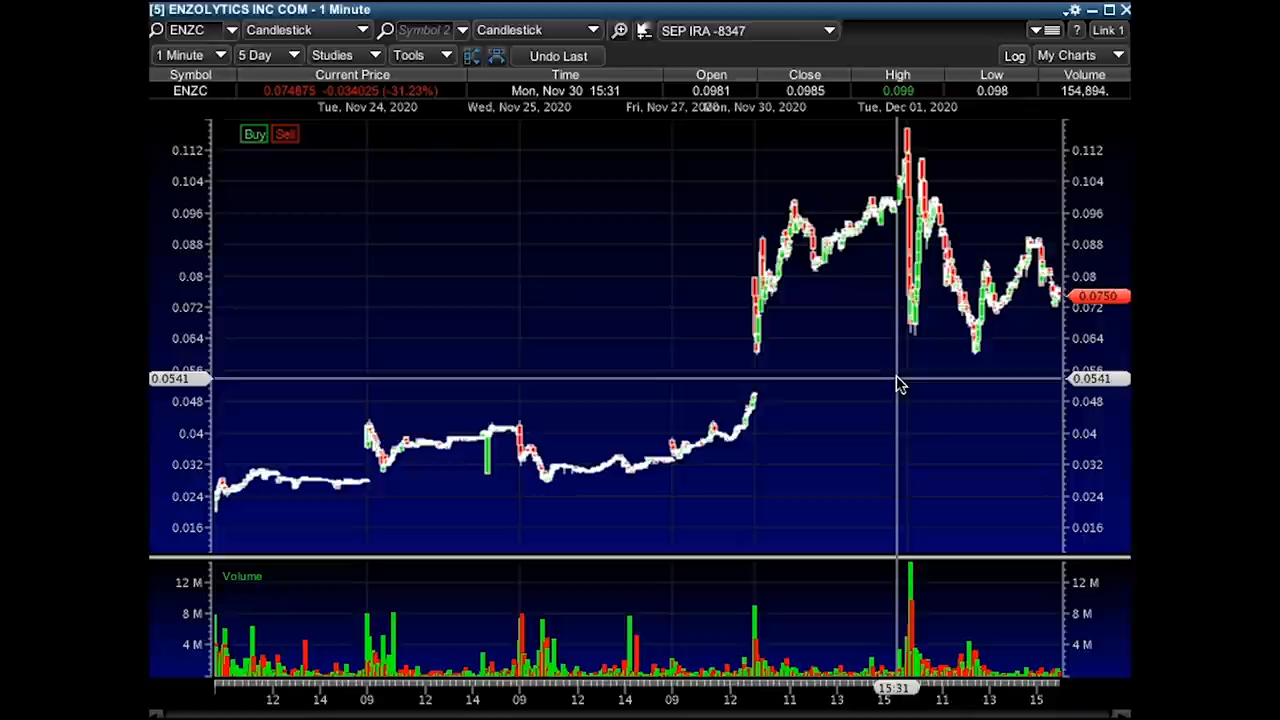 [5] ENZOLYTICS INC COM - 1 Minute
ENZC Candlestick Symbol 2 Candlestick SEP IRA -8347 ? Link 1
1 Minute 5 Day Studies Tools Undo Last Log My Charts
Symbol Current Price Time Open Close High Low Volume
ENZC 0.074875 -0.034025 (-31.23%) Mon, Nov 30 15:31 0.0981 0.0985 0.099 0.098 154,894.
Tue, Nov 24, 2020 Wed, Nov 25, 2020 Fri, Nov 27, 2020 Mon, Nov 30, 2020 Tue, Dec 01, 2020
Buy Sell
0.112 0.112
0.104 0.104
0.096 0.096
0.088 0.088
0.08 0.08
0.0750
0.072 0.072
0.064 0.064
0.056 0.056
0.0541 0.0541
0.048 0.048
0.04 0.04
0.032 0.032
0.024 0.024
0.016 0.016
Volume
12 M 12 M
8 M 8 M
4 M 4 M
15:31
12 14 09 12 14 09 12 14 09 12 11 13 15 11 13 15